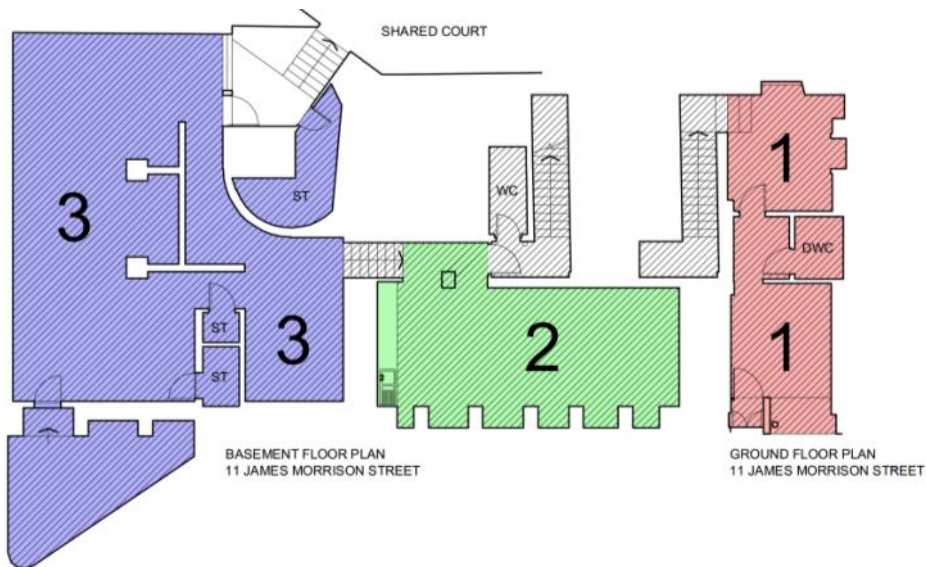 SHARED COURT
1
WC
3
ST
DWC
2
3
1
ST
ST
BASEMENT FLOOR PLAN
11 JAMES MORRISON STREET
GROUND FLOOR PLAN
11 JAMES MORRISON STREET